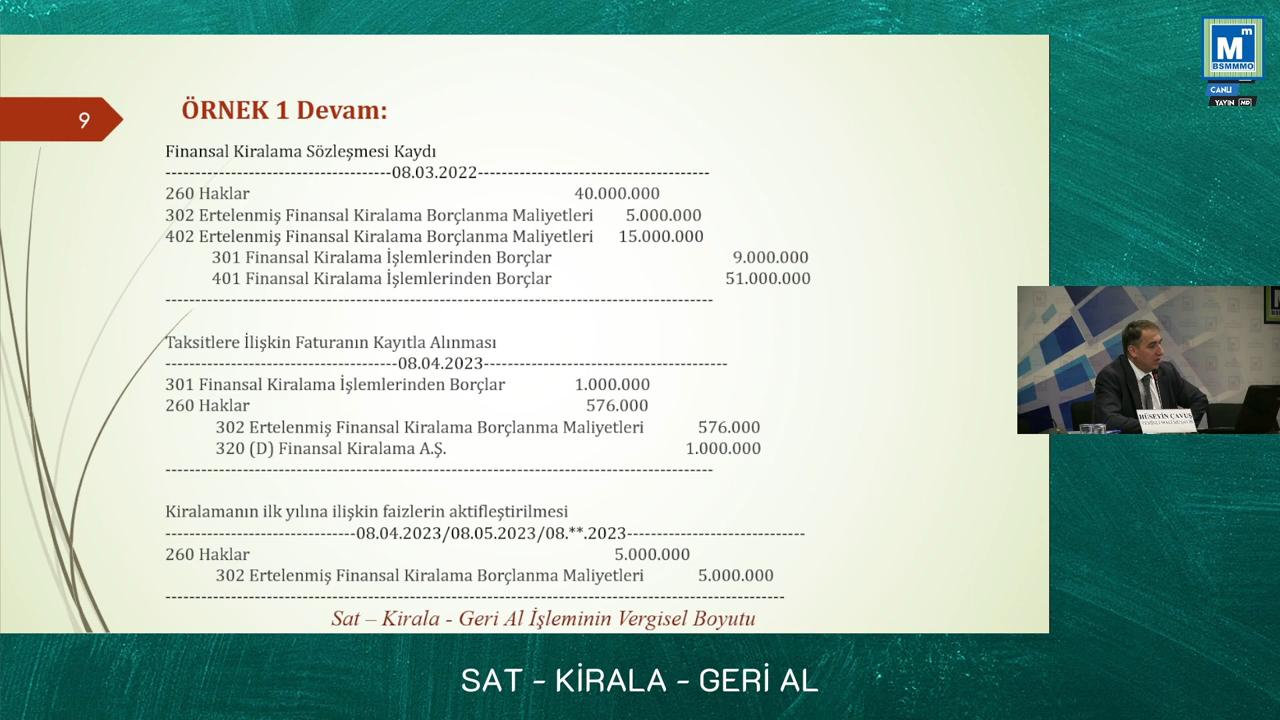 9
ÖRNEK 1 Devam:
Finansal Kiralama Sözleşmesi Kaydı
--------------------------------------08.03.2022---------------------------------------
260 Haklar 40.000.000
302 Ertelenmiş Finansal Kiralama Borçlanma Maliyetleri 5.000.000
402 Ertelenmiş Finansal Kiralama Borçlanma Maliyetleri 15.000.000
301 Finansal Kiralama İşlemlerinden Borçlar 9.000.000
401 Finansal Kiralama İşlemlerinden Borçlar 51.000.000
--------------------------------------------------------------------------------------------
Taksitlere İlişkin Faturanın Kayıtla Alınması
---------------------------------------08.04.2023-----------------------------------------
301 Finansal Kiralama İşlemlerinden Borçlar 1.000.000
260 Haklar 576.000
302 Ertelenmiş Finansal Kiralama Borçlanma Maliyetleri 576.000
320 (D) Finansal Kiralama A.Ş. 1.000.000
--------------------------------------------------------------------------------------------
Kiralamanın ilk yılına ilişkin faizlerin aktifleştirilmesi
--------------------------------08.04.2023/08.05.2023/08.**.2023------------------------------
260 Haklar 5.000.000
302 Ertelenmiş Finansal Kiralama Borçlanma Maliyetleri 5.000.000
--------------------------------------------------------------------------------------------------------
Sat – Kirala - Geri Al İşleminin Vergisel Boyutu
SAT - KİRALA - GERİ AL
Mm
BSMMMO
CANLI
YAYIN HD
HÜSEYİN ÇAVUŞ